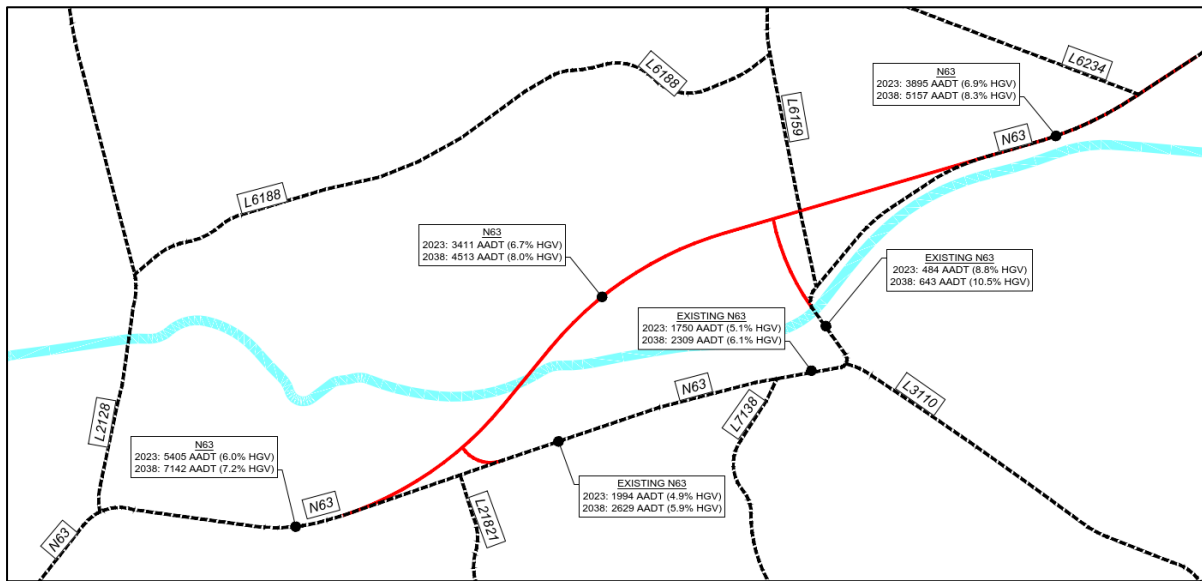 L6188
L6234
N63
2023: 3895 AADT (6.9% HGV)
2038: 5157 AADT (8.3% HGV)
L6159
N63
L6188
N63
2023: 3411 AADT (6.7% HGV)
2038: 4513 AADT (8.0% HGV)
EXISTING N63
2023: 484 AADT (8.8% HGV)
2038: 643 AADT (10.5% HGV)
EXISTING N63
2023: 1750 AADT (5.1% HGV)
2038: 2309 AADT (6.1% HGV)
N63
L7138
L3110
L2128
N63
2023: 5405 AADT (6.0% HGV)
2038: 7142 AADT (7.2% HGV)
N63
EXISTING N63
2023: 1994 AADT (4.9% HGV)
2038: 2629 AADT (5.9% HGV)
L21821
N63